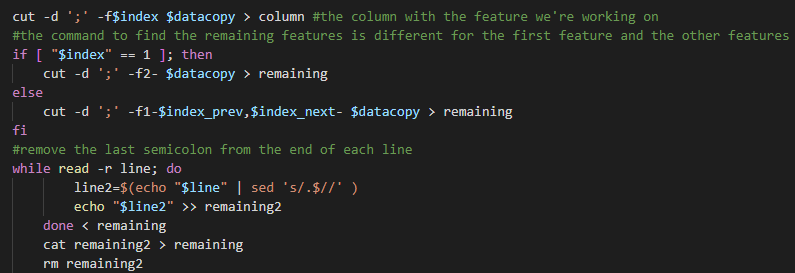 cut -d ';' -f$index $datacopy > column #the column with the feature we're working on
#the command to find the remaining features is different for the first feature and the other features
if [ "$index" == 1 ]; then
    cut -d ';' -f2- $datacopy > remaining
else
    cut -d ';' -f1-$index_prev,$index_next- $datacopy > remaining
fi
#remove the last semicolon from the end of each line
while read -r line; do
        line2=$(echo "$line" | sed 's/.$//' )
        echo "$line2" >> remaining2
    done < remaining
    cat remaining2 > remaining
    rm remaining2